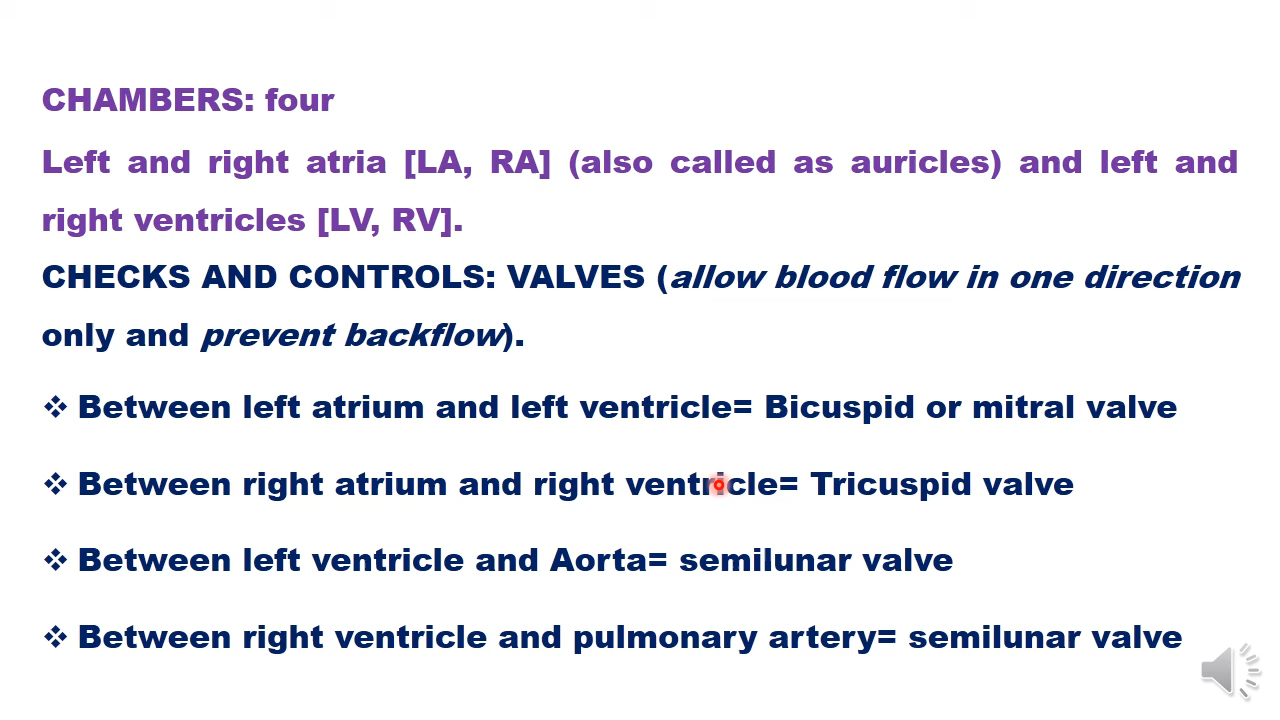 CHAMBERS: four
Left and right atria [LA, RA] (also called as auricles) and left and
right ventricles [LV, RV].
CHECKS AND CONTROLS: VALVES (allow blood flow in one direction
only and prevent backflow).
❖ Between left atrium and left ventricle= Bicuspid or mitral valve
❖ Between right atrium and right ventricle= Tricuspid valve
❖ Between left ventricle and Aorta= semilunar valve
❖ Between right ventricle and pulmonary artery= semilunar valve